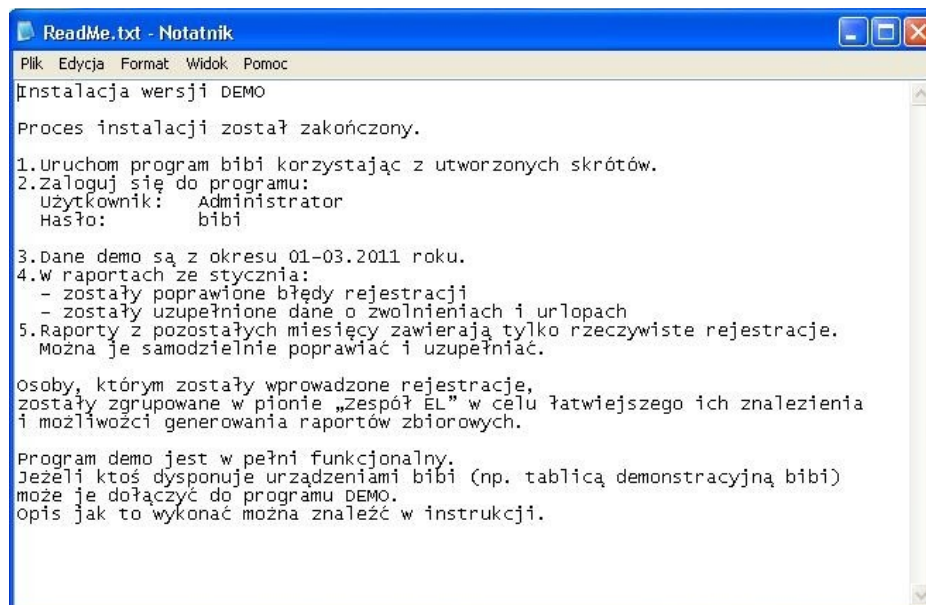 ReadMe.txt - Notatnik
Plik Edycja Format Widok Pomoc
Instalacja wersji DEMO
Proces instalacji został zakończony.
1.Uruchom program bibi korzystając z utworzonych skrótów.
2.Zaloguj się do programu:
Użytkownik: Administrator
Hasło: bibi
3.Dane demo są z okresu 01-03.2011 roku.
4.W raportach ze stycznia:
- zostały poprawione błędy rejestracji
- zostały uzupełnione dane o zwolnieniach i urlopach
5.Raporty z pozostałych miesięcy zawierają tylko rzeczywiste rejestracje.
Można je samodzielnie poprawiać i uzupełniać.
Osoby, którym zostały wprowadzone rejestracje,
zostały zgrupowane w pionie „Zespół EL” w celu łatwiejszego ich znalezienia
i możliwozci generowania raportów zbiorowych.
Program demo jest w pełni funkcjonalny.
Jeżeli ktoś dysponuje urządzeniami bibi (np. tablicą demonstracyjną bibi)
może je dołączyć do programu DEMO.
Opis jak to wykonać można znaleźć w instrukcji.